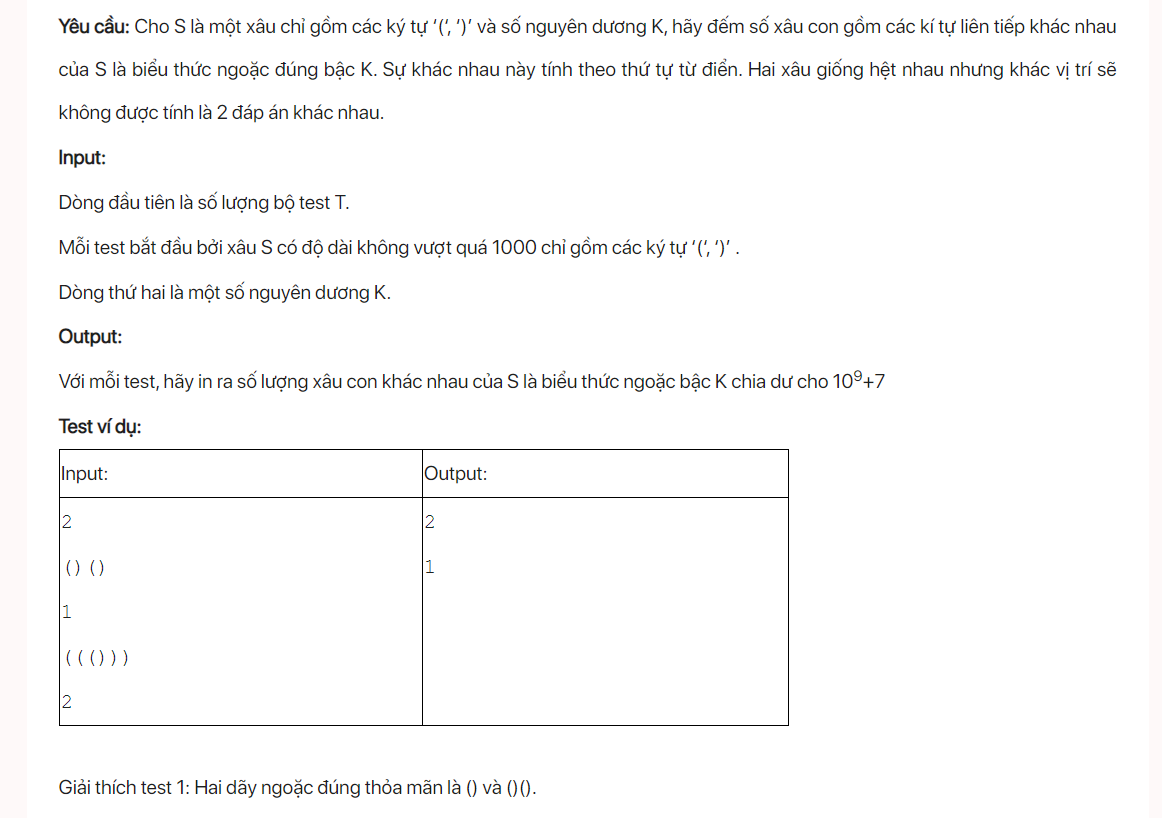 Yêu cầu: Cho S là một xâu chỉ gồm các ký tự ‘(‘, ‘)’ và số nguyên dương K, hãy đếm số xâu con gồm các kí tự liên tiếp khác nhau
của S là biểu thức ngoặc đúng bậc K. Sự khác nhau này tính theo thứ tự từ điển. Hai xâu giống hệt nhau nhưng khác vị trí sẽ
không được tính là 2 đáp án khác nhau.
Input:
Dòng đầu tiên là số lượng bộ test T.
Mỗi test bắt đầu bởi xâu S có độ dài không vượt quá 1000 chỉ gồm các ký tự ‘(‘, ‘)’ .
Dòng thứ hai là một số nguyên dương K.
Output:
Với mỗi test, hãy in ra số lượng xâu con khác nhau của S là biểu thức ngoặc bậc K chia dư cho 10⁹+7
Test ví dụ:
Input: Output:
2 2
()() 1
1
((()))
2
Giải thích test 1: Hai dãy ngoặc đúng thỏa mãn là () và ()().